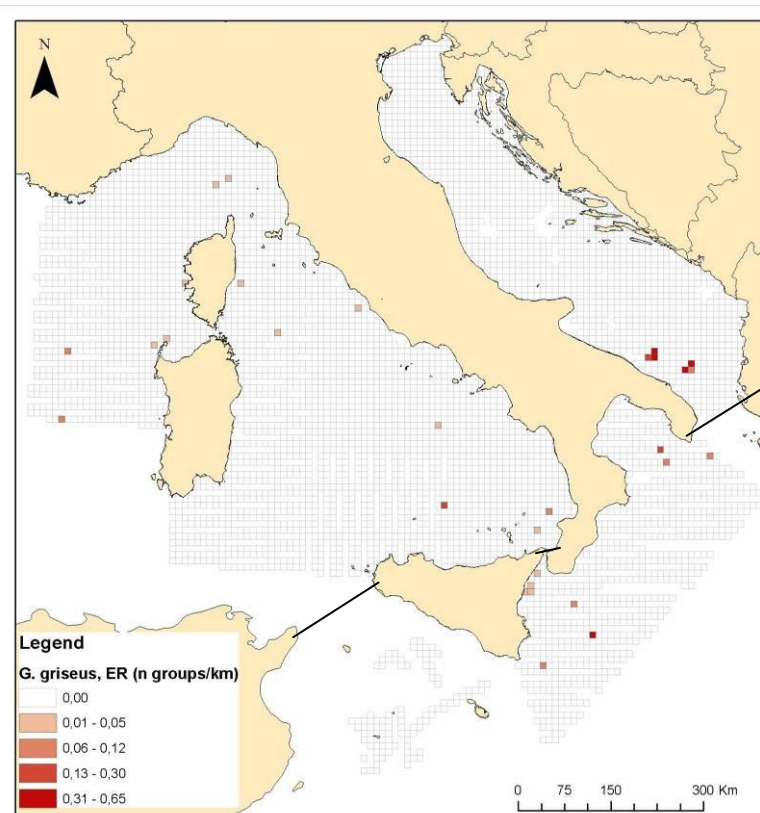 N
Legend
G. griseus, ER (n groups/km)
0,00
0,01 - 0,05
0,06 - 0,12
0,13 - 0,30
0,31 - 0,65
0 75 150 300 Km